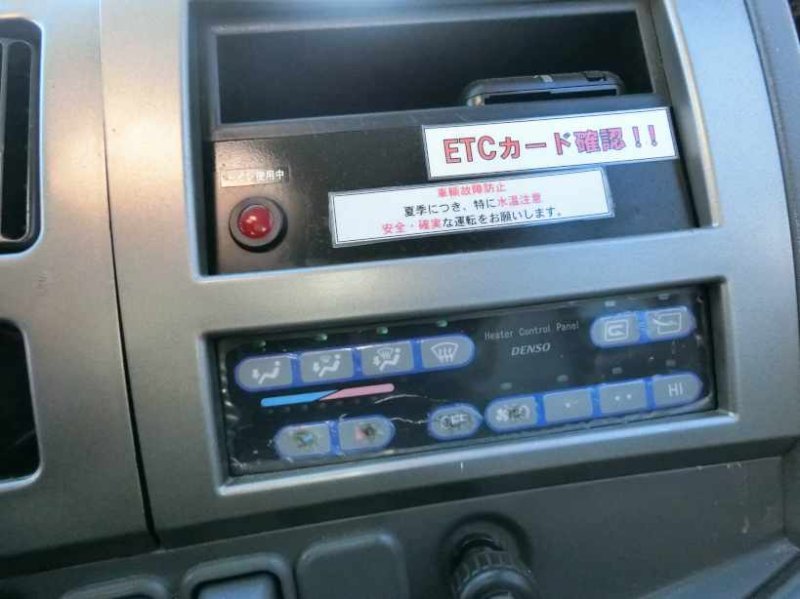 ETCカード確認!!
使用中
車輌故障防止
夏季につき、特に水温注意
安全・確実な運転をお願いします。
Heater Control Panel
DENSO
OFF
HI